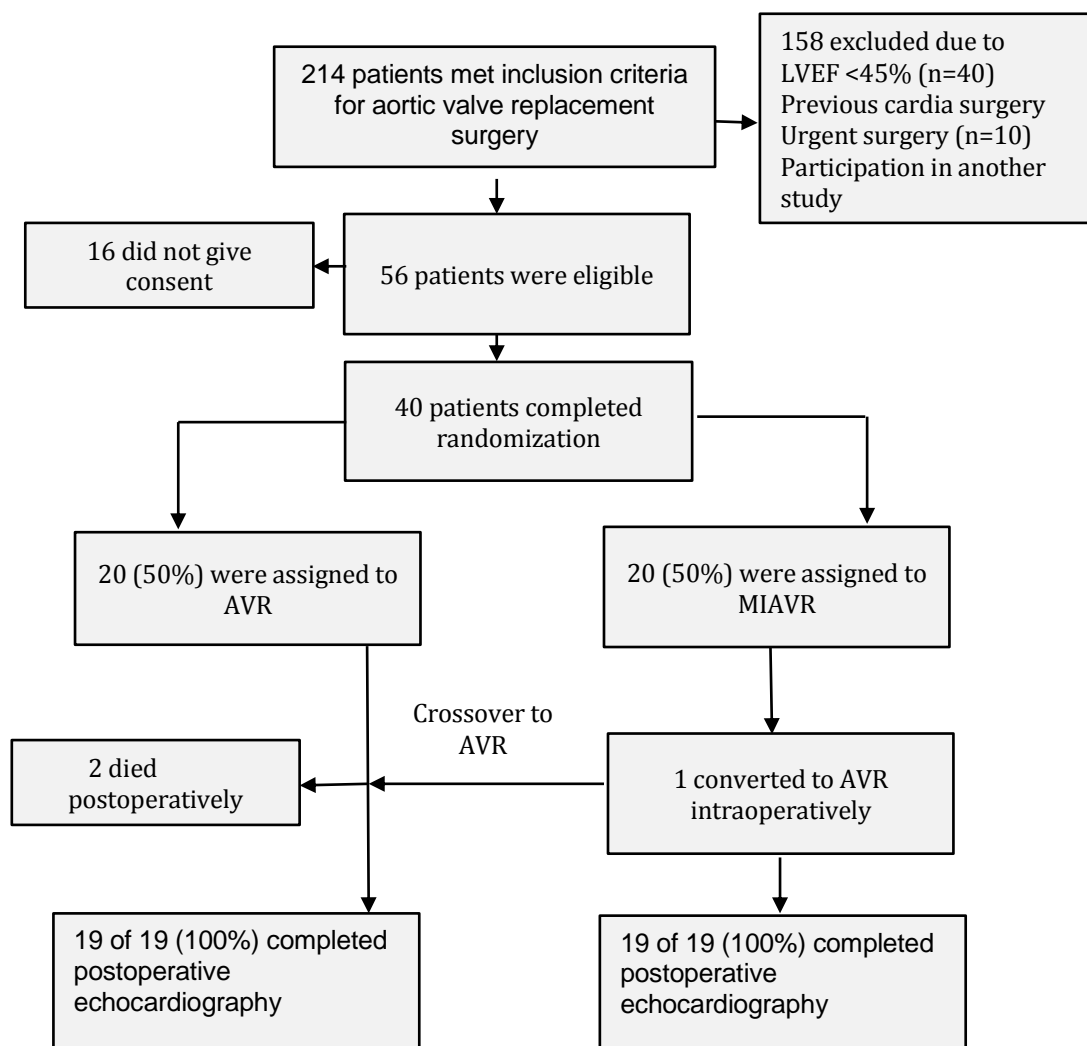 214 patients met inclusion criteria
for aortic valve replacement
surgery
158 excluded due to
LVEF <45% (n=40)
Previous cardia surgery
Urgent surgery (n=10)
Participation in another
study
16 did not give
consent
56 patients were eligible
40 patients completed
randomization
20 (50%) were assigned to
AVR
20 (50%) were assigned to
MIAVR
Crossover to
AVR
2 died
postoperatively
1 converted to AVR
intraoperatively
19 of 19 (100%) completed
postoperative
echocardiography
19 of 19 (100%) completed
postoperative
echocardiography